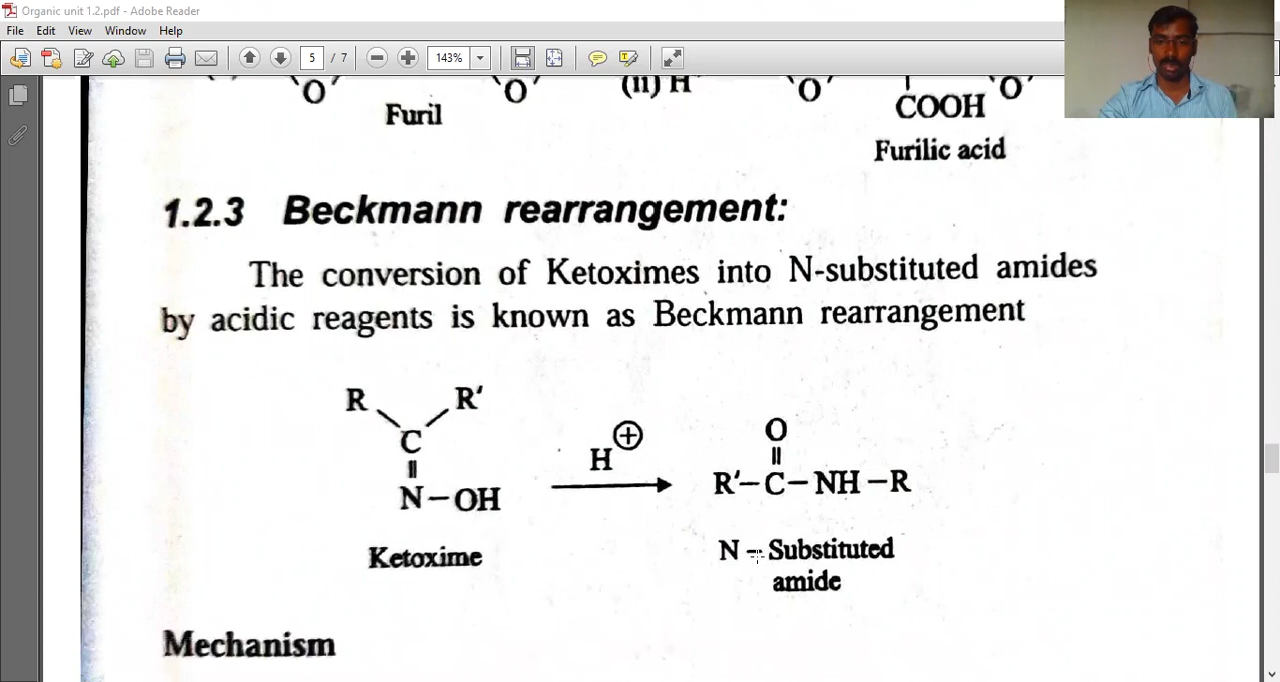 Organic unit 1.2.pdf - Adobe Reader
File Edit View Window Help
5 / 7 143%
O O (ii) H O O
COOH
Furil
Furilic acid
1.2.3 Beckmann rearrangement:
The conversion of Ketoximes into N-substituted amides
by acidic reagents is known as Beckmann rearrangement
R R′
C
N–OH
Ketoxime
H⊕
O
R′–C–NH–R
N – Substituted
amide
Mechanism